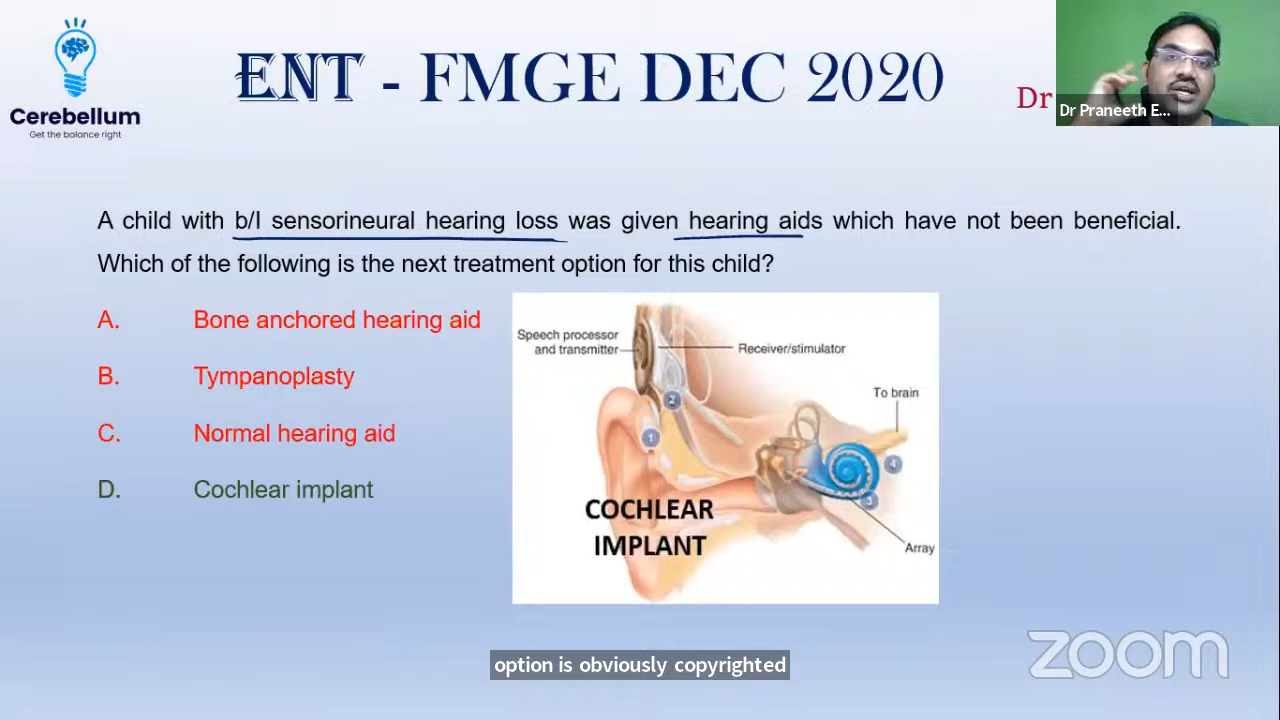 Cerebellum
Get the balance right
ENT - FMGE DEC 2020
Dr
Dr Praneeth E...
A child with b/l sensorineural hearing loss was given hearing aids which have not been beneficial.
Which of the following is the next treatment option for this child?
A. Bone anchored hearing aid
B. Tympanoplasty
C. Normal hearing aid
D. Cochlear implant
Speech processor
and transmitter
Receiver/stimulator
To brain
1
2
3
4
COCHLEAR
IMPLANT
Array
option is obviously copyrighted
zoom